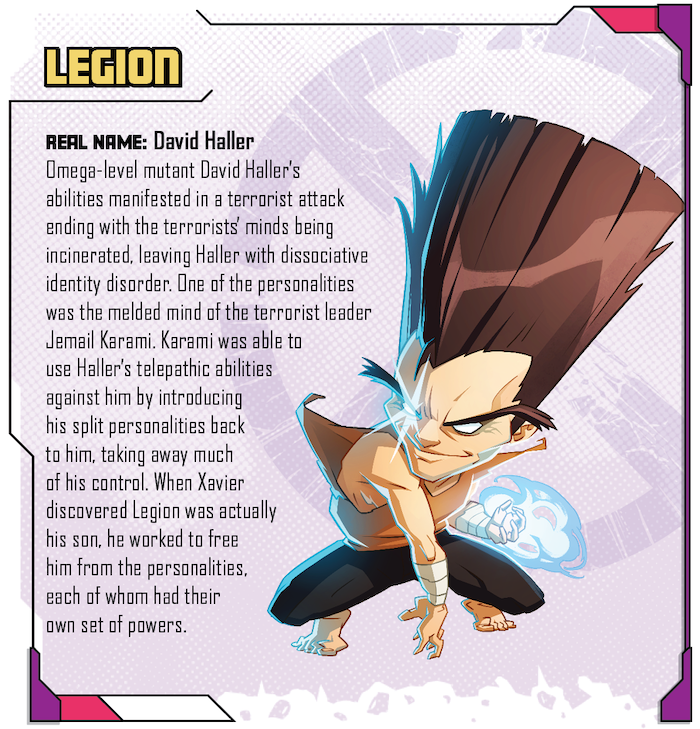 LEGION
REAL NAME: David Haller
Omega-level mutant David Haller's
abilities manifested in a terrorist attack
ending with the terrorists' minds being
incinerated, leaving Haller with dissociative
identity disorder. One of the personalities
was the melded mind of the terrorist leader
Jemail Karami. Karami was able to
use Haller's telepathic abilities
against him by introducing
his split personalities back
to him, taking away much
of his control. When Xavier
discovered Legion was actually
his son, he worked to free
him from the personalities,
each of whom had their
own set of powers.